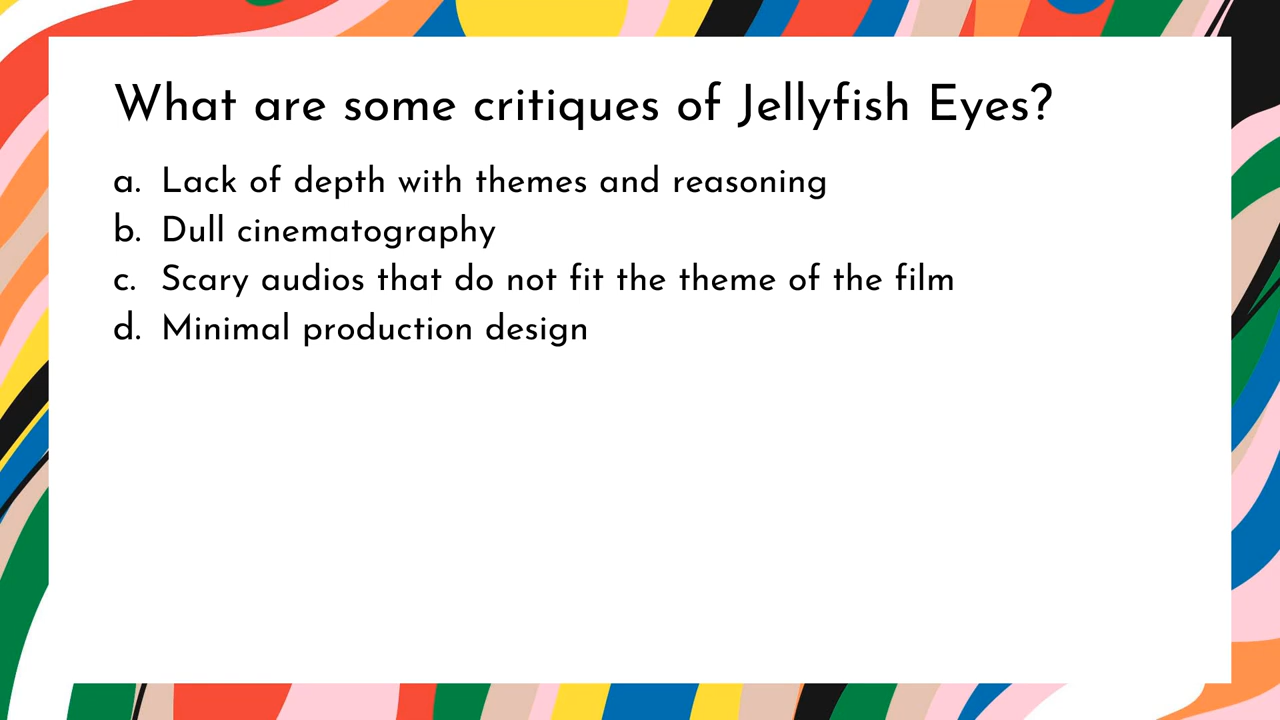 What are some critiques of Jellyfish Eyes?
a. Lack of depth with themes and reasoning
b. Dull cinematography
c. Scary audios that do not fit the theme of the film
d. Minimal production design